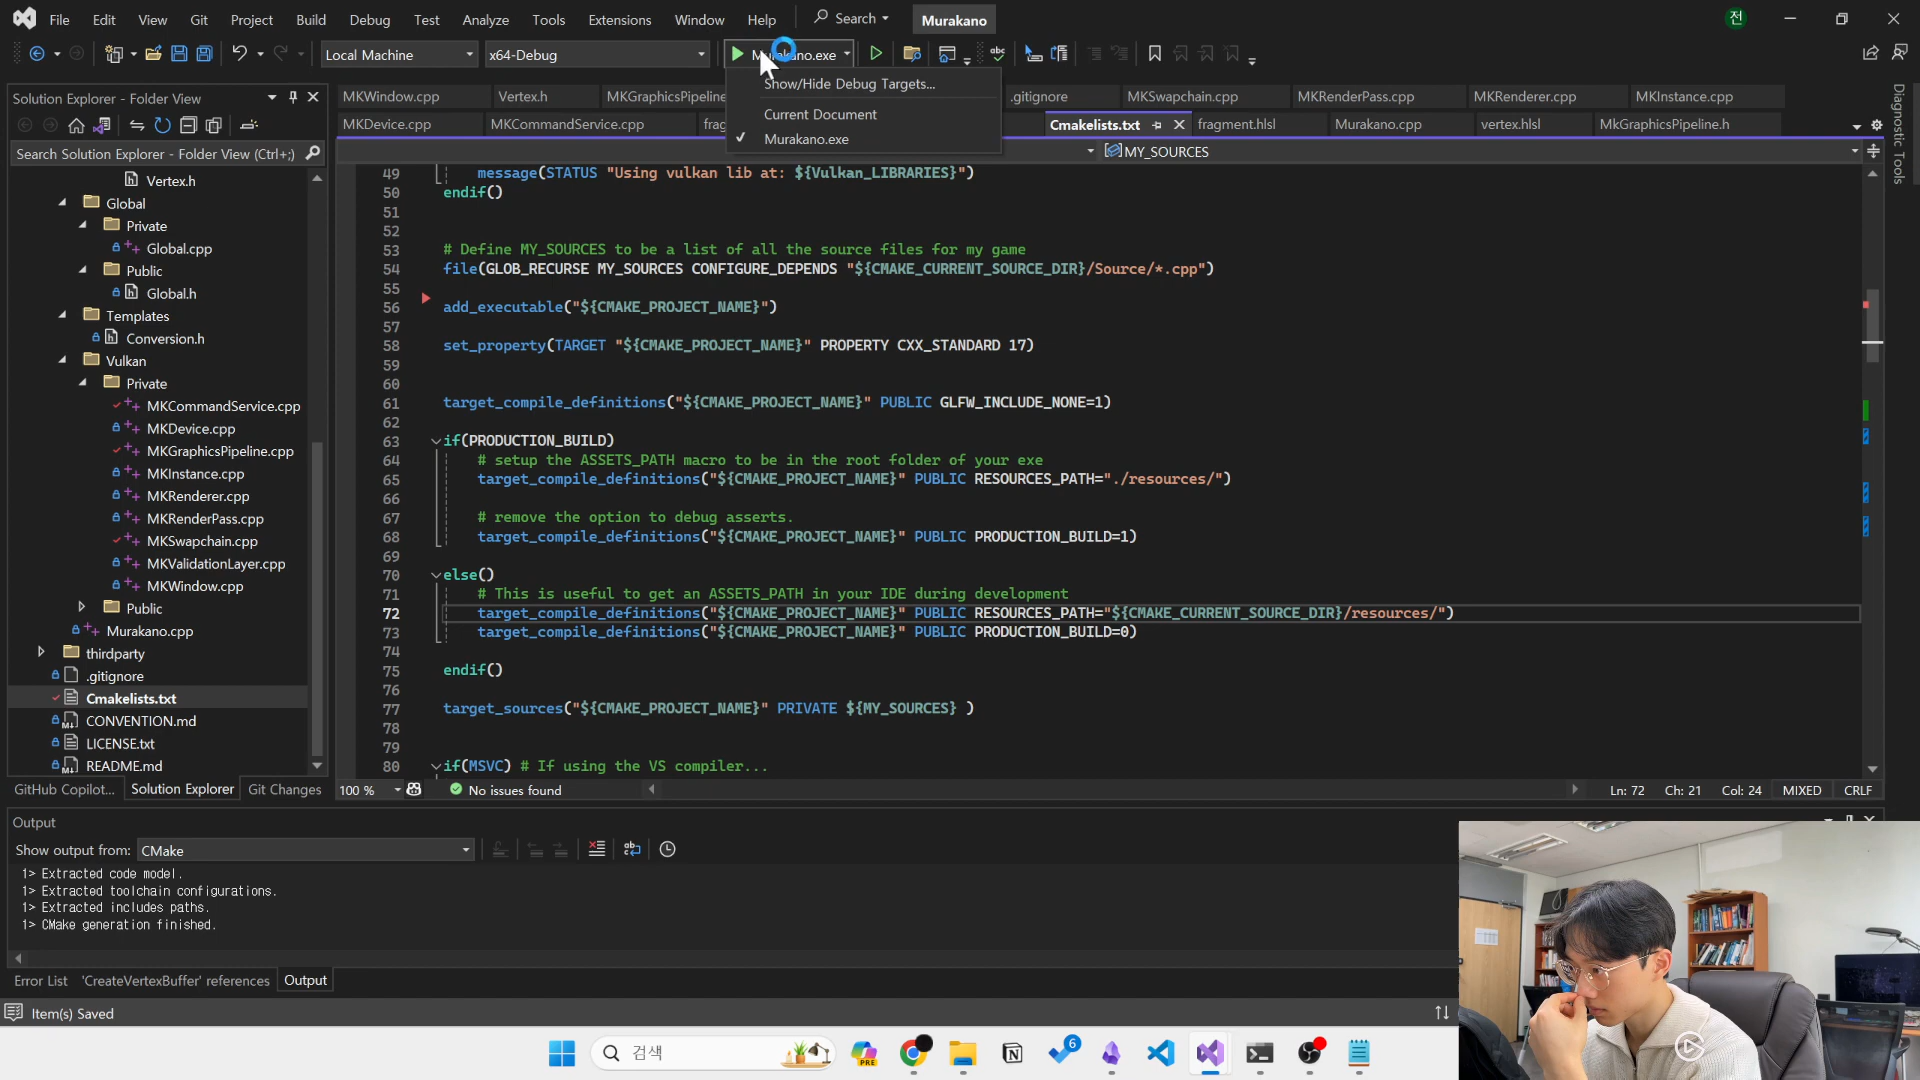 File Edit View Git Project Build Debug Test Analyze Tools Extensions Window Help Search Murakano 전
Local Machine x64-Debug
Show/Hide Debug Targets...
Current Document
Murakano.exe
Solution Explorer - Folder View
Search Solution Explorer - Folder View (Ctrl+;)
Vertex.h
Global
Private
Global.cpp
Public
Global.h
Templates
Conversion.h
Vulkan
Private
MKCommandService.cpp
MKDevice.cpp
MKGraphicsPipeline.cpp
MKInstance.cpp
MKRenderer.cpp
MKRenderPass.cpp
MKSwapchain.cpp
MKValidationLayer.cpp
MKWindow.cpp
Public
Murakano.cpp
thirdparty
.gitignore
Cmakelists.txt
CONVENTION.md
LICENSE.txt
README.md
GitHub Copilot... Solution Explorer Git Changes
MKWindow.cpp Vertex.h MKGraphicsPipeline .gitignore MKSwapchain.cpp MKRenderPass.cpp MKRenderer.cpp MKInstance.cpp
MKDevice.cpp MKCommandService.cpp frag Cmakelists.txt fragment.hlsl Murakano.cpp vertex.hlsl MkGraphicsPipeline.h
MY_SOURCES
49 message(STATUS "Using vulkan lib at: ${Vulkan_LIBRARIES}")
50 endif()
51
52
53 # Define MY_SOURCES to be a list of all the source files for my game
54 file(GLOB_RECURSE MY_SOURCES CONFIGURE_DEPENDS "${CMAKE_CURRENT_SOURCE_DIR}/Source/*.cpp")
55
56 add_executable("${CMAKE_PROJECT_NAME}")
57
58 set_property(TARGET "${CMAKE_PROJECT_NAME}" PROPERTY CXX_STANDARD 17)
59
60
61 target_compile_definitions("${CMAKE_PROJECT_NAME}" PUBLIC GLFW_INCLUDE_NONE=1)
62
63 if(PRODUCTION_BUILD)
64 # setup the ASSETS_PATH macro to be in the root folder of your exe
65 target_compile_definitions("${CMAKE_PROJECT_NAME}" PUBLIC RESOURCES_PATH="./resources/")
66
67 # remove the option to debug asserts.
68 target_compile_definitions("${CMAKE_PROJECT_NAME}" PUBLIC PRODUCTION_BUILD=1)
69
70 else()
71 # This is useful to get an ASSETS_PATH in your IDE during development
72 target_compile_definitions("${CMAKE_PROJECT_NAME}" PUBLIC RESOURCES_PATH="${CMAKE_CURRENT_SOURCE_DIR}/resources/")
73 target_compile_definitions("${CMAKE_PROJECT_NAME}" PUBLIC PRODUCTION_BUILD=0)
74
75 endif()
76
77 target_sources("${CMAKE_PROJECT_NAME}" PRIVATE ${MY_SOURCES} )
78
79
80 if(MSVC) # If using the VS compiler...
100 % No issues found Ln: 72 Ch: 21 Col: 24 MIXED CRLF
Diagnostic Tools
Output
Show output from: CMake
1> Extracted code model.
1> Extracted toolchain configurations.
1> Extracted includes paths.
1> CMake generation finished.
Error List 'CreateVertexBuffer' references Output
Item(s) Saved
검색 PRE 6